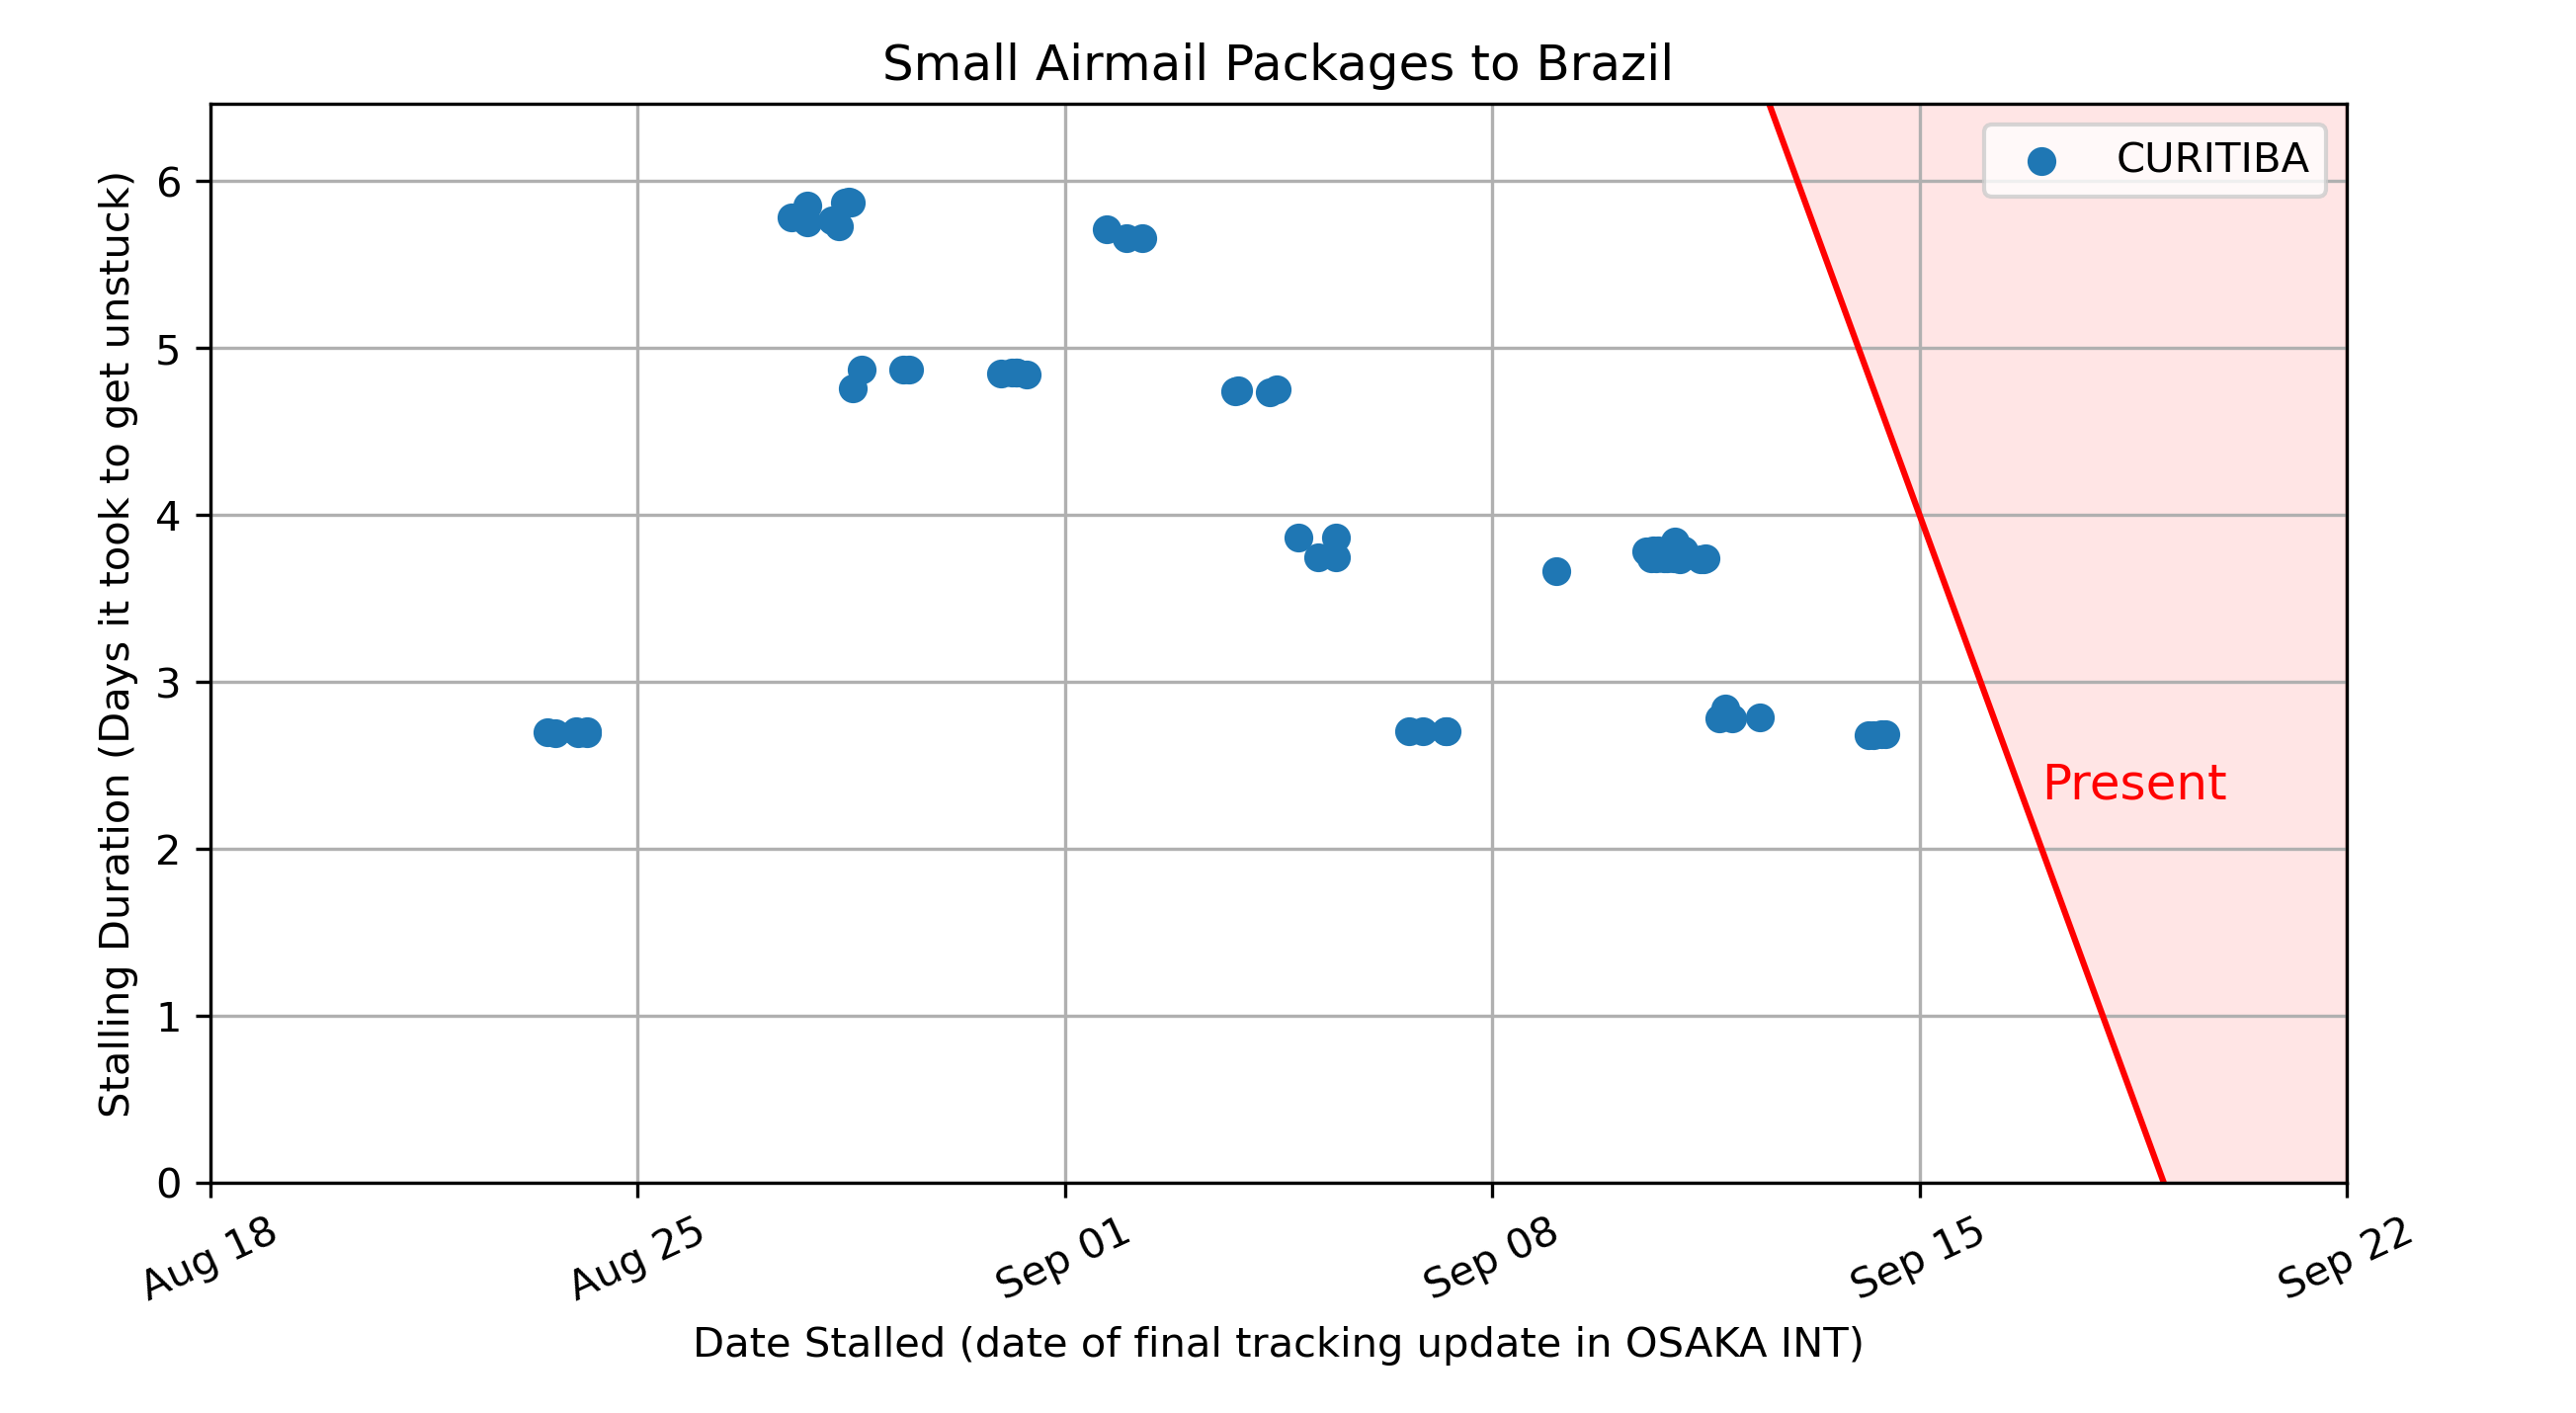 Small Airmail Packages to Brazil
Stalling Duration (Days it took to get unstuck)
6
5
4
3
2
1
0
CURITIBA
Present
Aug 18
Aug 25
Sep 01
Sep 08
Sep 15
Sep 22
Date Stalled (date of final tracking update in OSAKA INT)